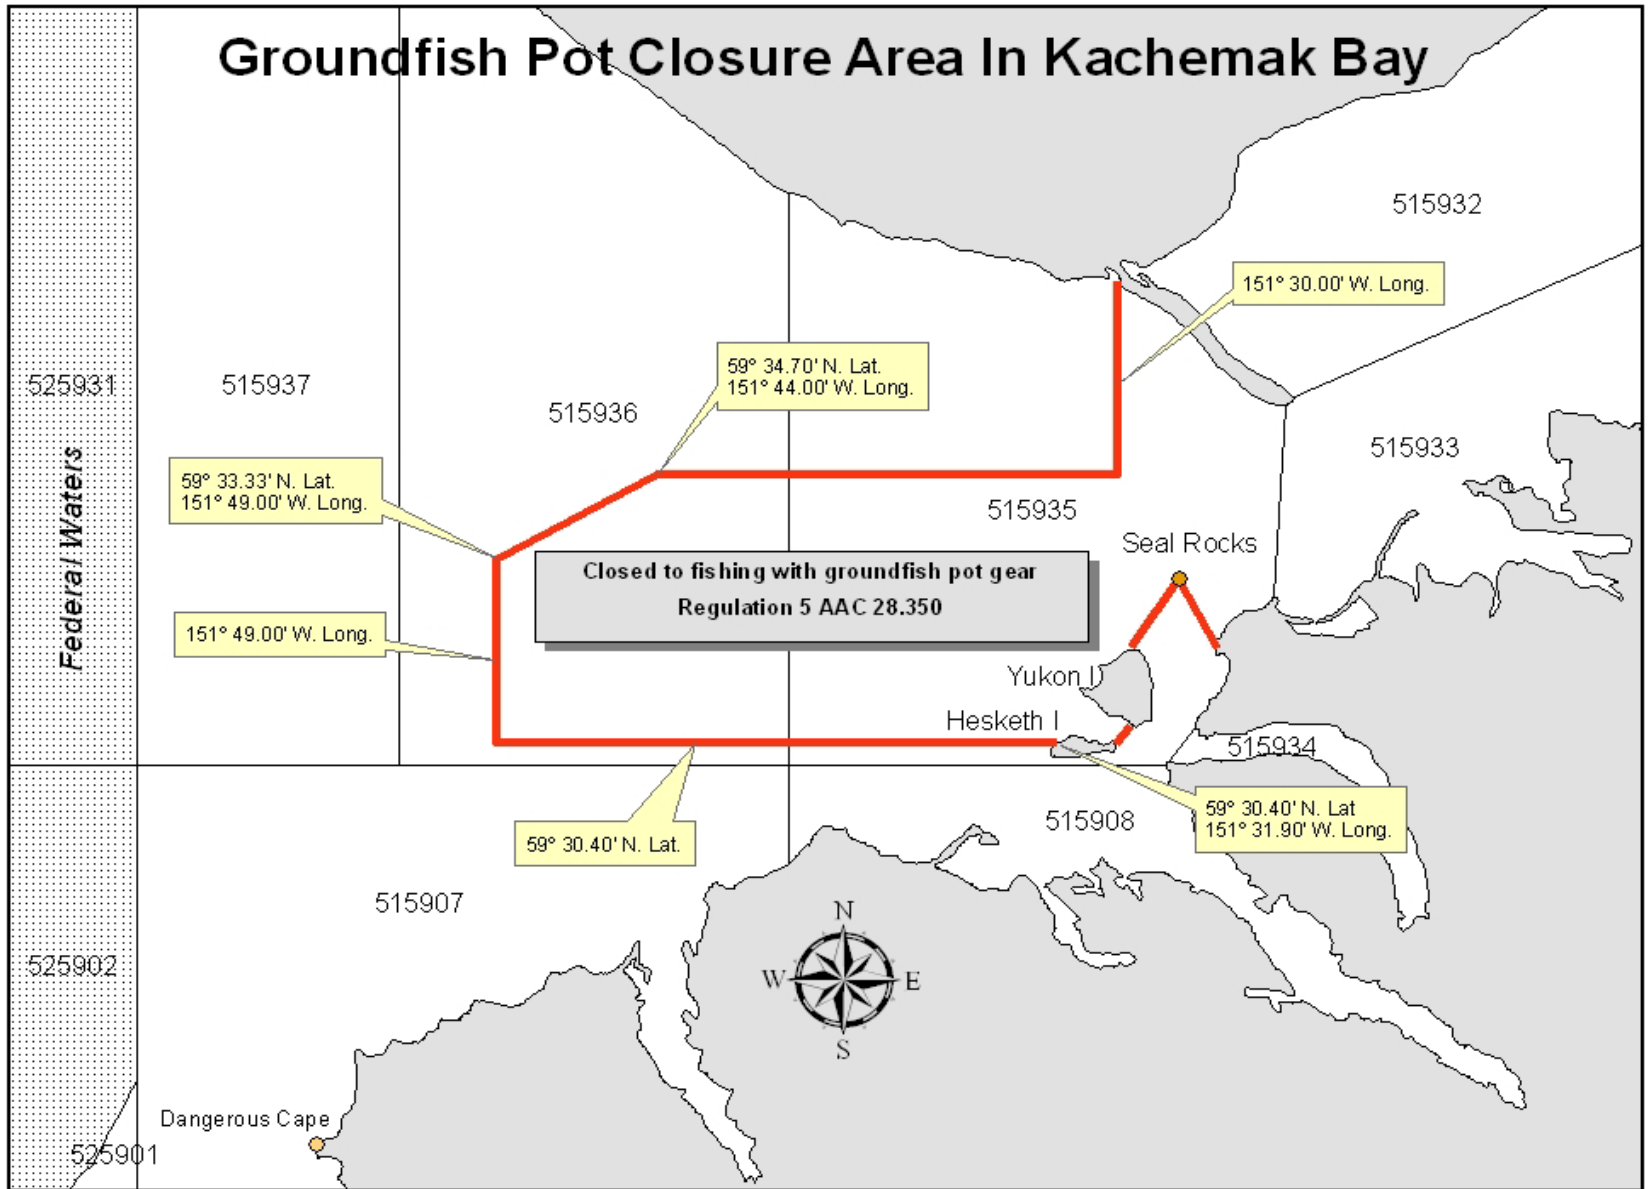 Groundfish Pot Closure Area In Kachemak Bay
515932
151° 30.00' W. Long.
59° 34.70' N. Lat.
151° 44.00' W. Long.
525931
515937
515936
515933
59° 33.33' N. Lat.
151° 49.00' W. Long.
515935
Seal Rocks
Federal Waters
Closed to fishing with groundfish pot gear
Regulation 5 AAC 28.350
151° 49.00' W. Long.
Yukon I
Hesketh I
515934
59° 30.40' N. Lat
151° 31.90' W. Long.
515908
59° 30.40' N. Lat.
515907
N
W
E
S
525902
Dangerous Cape
525901